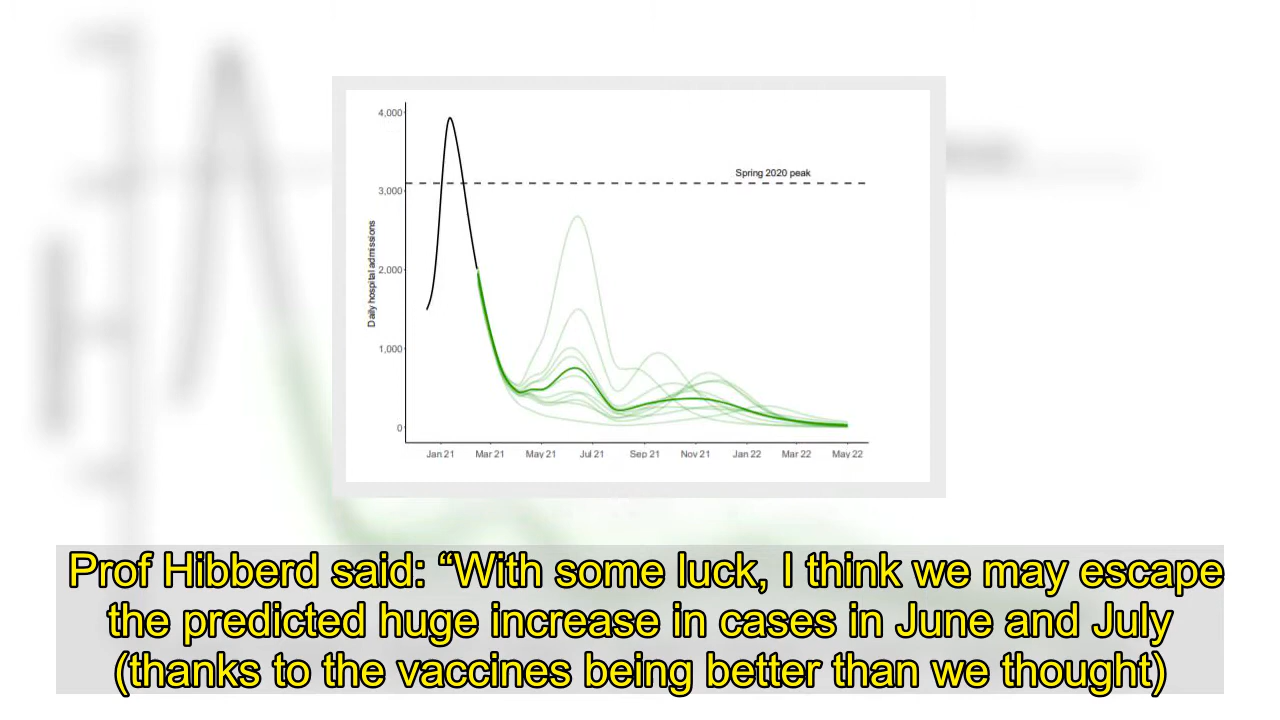 4,000
3,000
2,000
1,000
0
Daily hospital admissions
Spring 2020 peak
Jan 21 Mar 21 May 21 Jul 21 Sep 21 Nov 21 Jan 22 Mar 22 May 22
Prof Hibberd said: “With some luck, I think we may escape
the predicted huge increase in cases in June and July
(thanks to the vaccines being better than we thought)